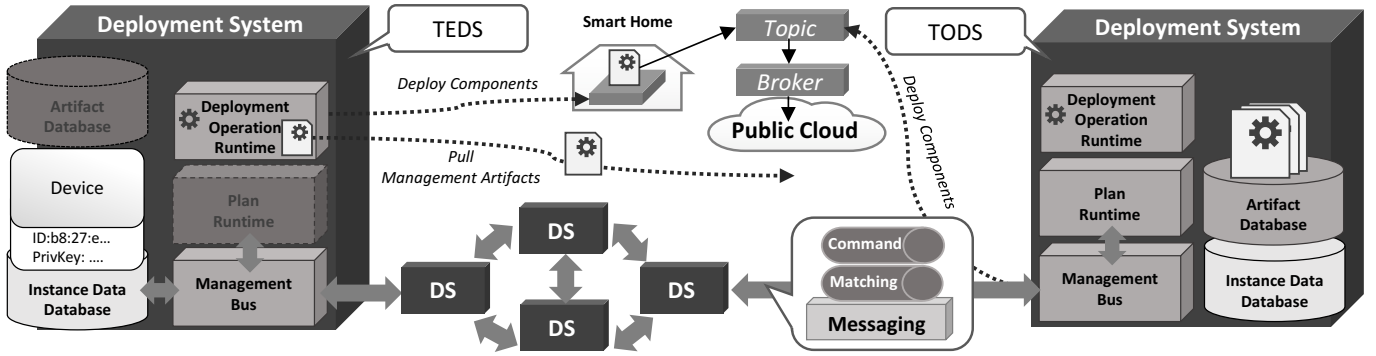 Deployment System
TEDS
Artifact
Database
Deployment
Operation
Runtime
Device
ID:b8:27:e...
PrivKey: ....
Plan
Runtime
Instance Data
Database
Management
Bus
Deploy Components
Pull
Management Artifacts
Smart Home
Topic
Broker
Public Cloud
Deploy Components
DS
DS
DS
DS
Command
Matching
Messaging
TODS
Deployment System
Deployment
Operation
Runtime
Plan
Runtime
Management
Bus
Artifact
Database
Instance Data
Database